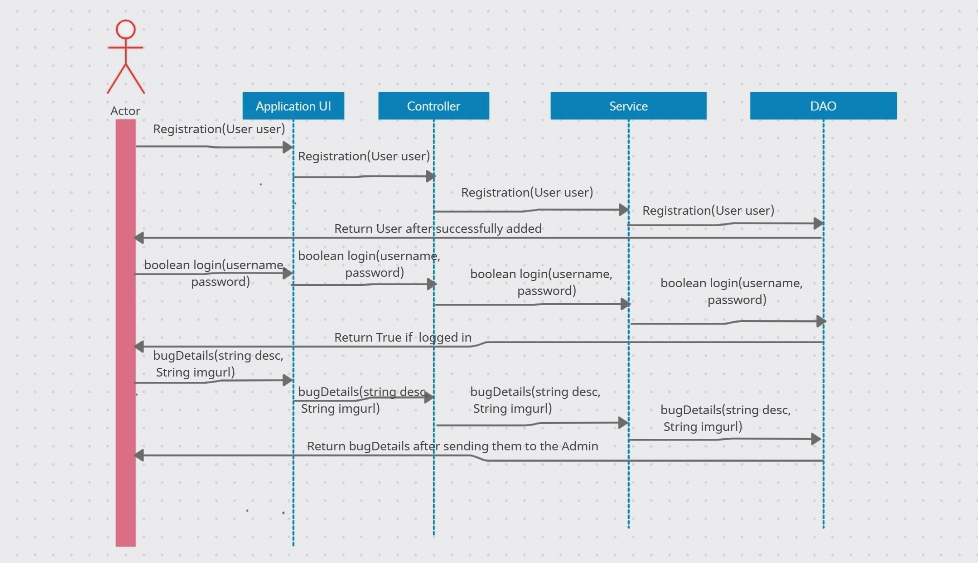 Actor
Application UI
Controller
Service
DAO
Registration(User user)
Registration(User user)
Registration(User user)
Registration(User user)
Return User after successfully added
boolean login(username,
password)
boolean login(username,
password)
boolean login(username,
password)
boolean login(username,
password)
Return True if logged in
bugDetails(string desc,
String imgurl)
bugDetails(string desc,
String imgurl)
bugDetails(string desc,
String imgurl)
bugDetails(string desc,
String imgurl)
Return bugDetails after sending them to the Admin